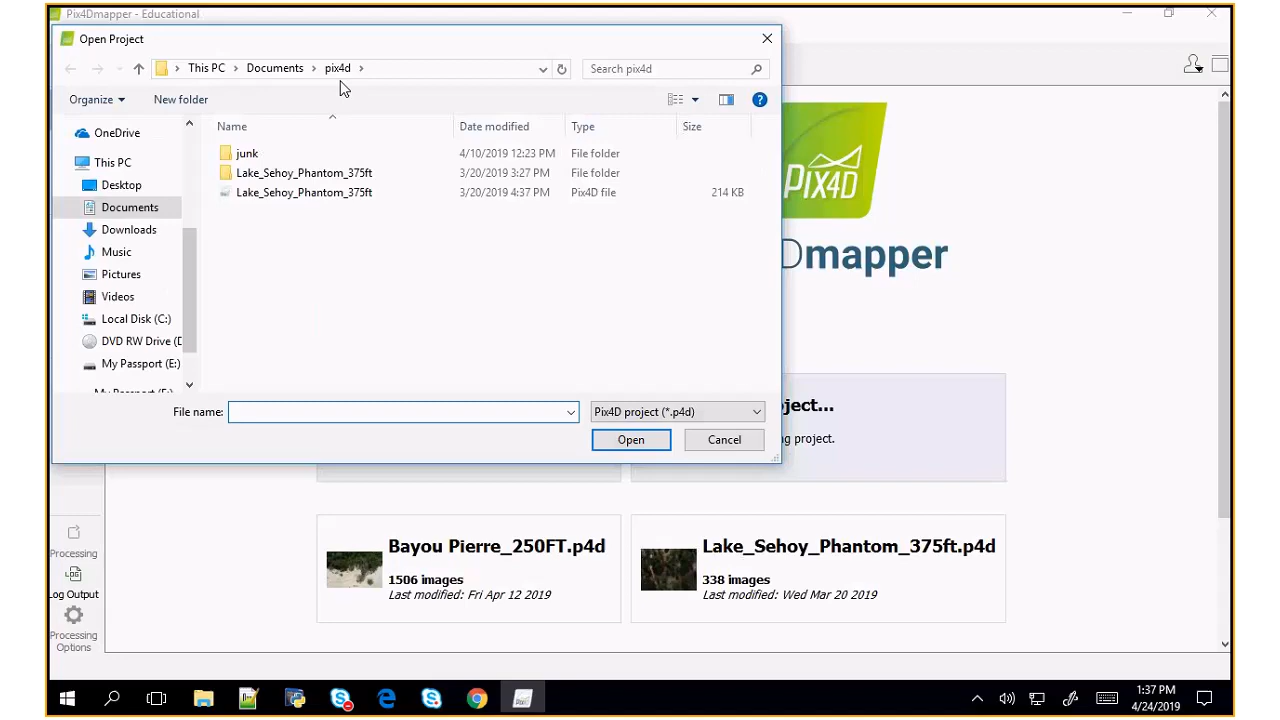 Pix4Dmapper - Educational
Open Project
This PC > Documents > pix4d >
Search pix4d
Organize
New folder
Name
Date modified
Type
Size
OneDrive
This PC
Desktop
Documents
Downloads
Music
Pictures
Videos
Local Disk (C:)
DVD RW Drive (D
My Passport (E:)
junk
4/10/2019 12:23 PM
File folder
Lake_Sehoy_Phantom_375ft
3/20/2019 3:27 PM
File folder
Lake_Sehoy_Phantom_375ft
3/20/2019 4:37 PM
Pix4D file
214 KB
File name:
Pix4D project (*.p4d)
Open
Cancel
PIX4D
Dmapper
ject...
g project.
Bayou Pierre_250FT.p4d
1506 images
Last modified: Fri Apr 12 2019
Lake_Sehoy_Phantom_375ft.p4d
338 images
Last modified: Wed Mar 20 2019
Processing
LOG
Log Output
Processing
Options
1:37 PM
4/24/2019